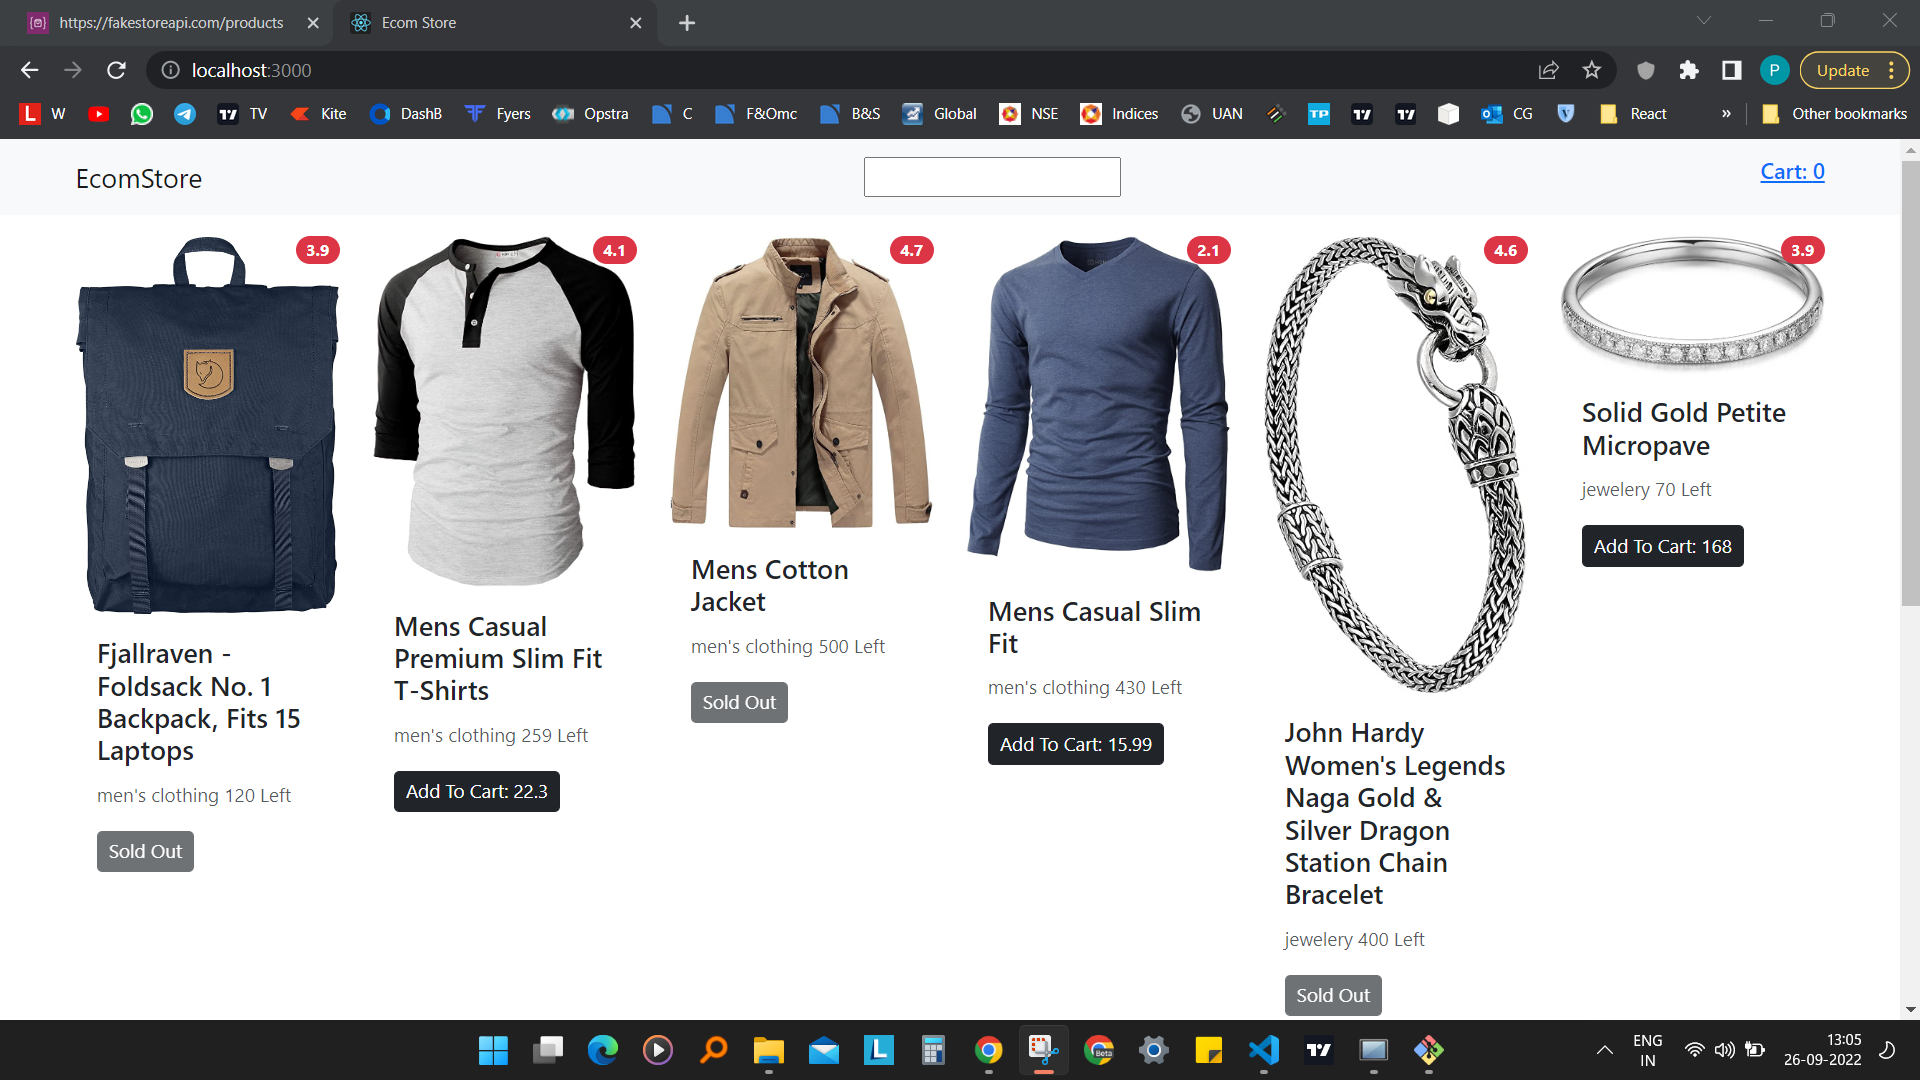 https://fakestoreapi.com/products
Ecom Store
localhost:3000
P
Update
L W
TV
Kite
DashB
Fyers
Opstra
C
F&Omc
B&S
Global
NSE
Indices
UAN
TP
CG
React
»
Other bookmarks
EcomStore
Cart: 0
3.9
4.1
4.7
2.1
4.6
3.9
Fjallraven -
Foldsack No. 1
Backpack, Fits 15
Laptops
men's clothing 120 Left
Sold Out
Mens Casual
Premium Slim Fit
T-Shirts
men's clothing 259 Left
Add To Cart: 22.3
Mens Cotton
Jacket
men's clothing 500 Left
Sold Out
Mens Casual Slim
Fit
men's clothing 430 Left
Add To Cart: 15.99
John Hardy
Women's Legends
Naga Gold &
Silver Dragon
Station Chain
Bracelet
jewelery 400 Left
Sold Out
Solid Gold Petite
Micropave
jewelery 70 Left
Add To Cart: 168
L
Beta
ENG
IN
13:05
26-09-2022